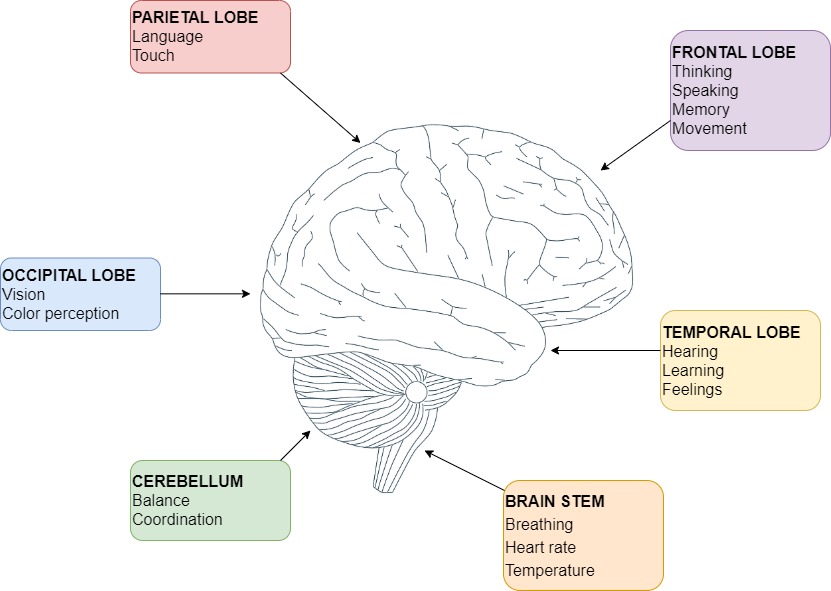 PARIETAL LOBE
Language
Touch
FRONTAL LOBE
Thinking
Speaking
Memory
Movement
OCCIPITAL LOBE
Vision
Color perception
TEMPORAL LOBE
Hearing
Learning
Feelings
CEREBELLUM
Balance
Coordination
BRAIN STEM
Breathing
Heart rate
Temperature